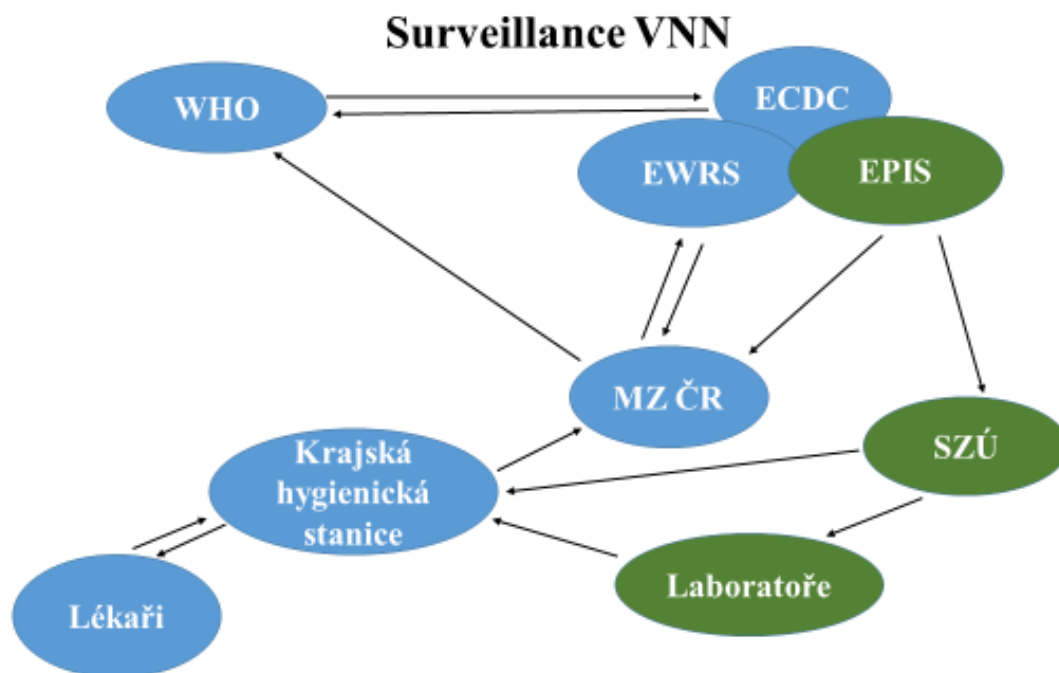 Surveillance VNN
WHO
ECDC
EWRS
EPIS
MZ ČR
SZÚ
Krajská
hygienická
stanice
Laboratoře
Lékaři